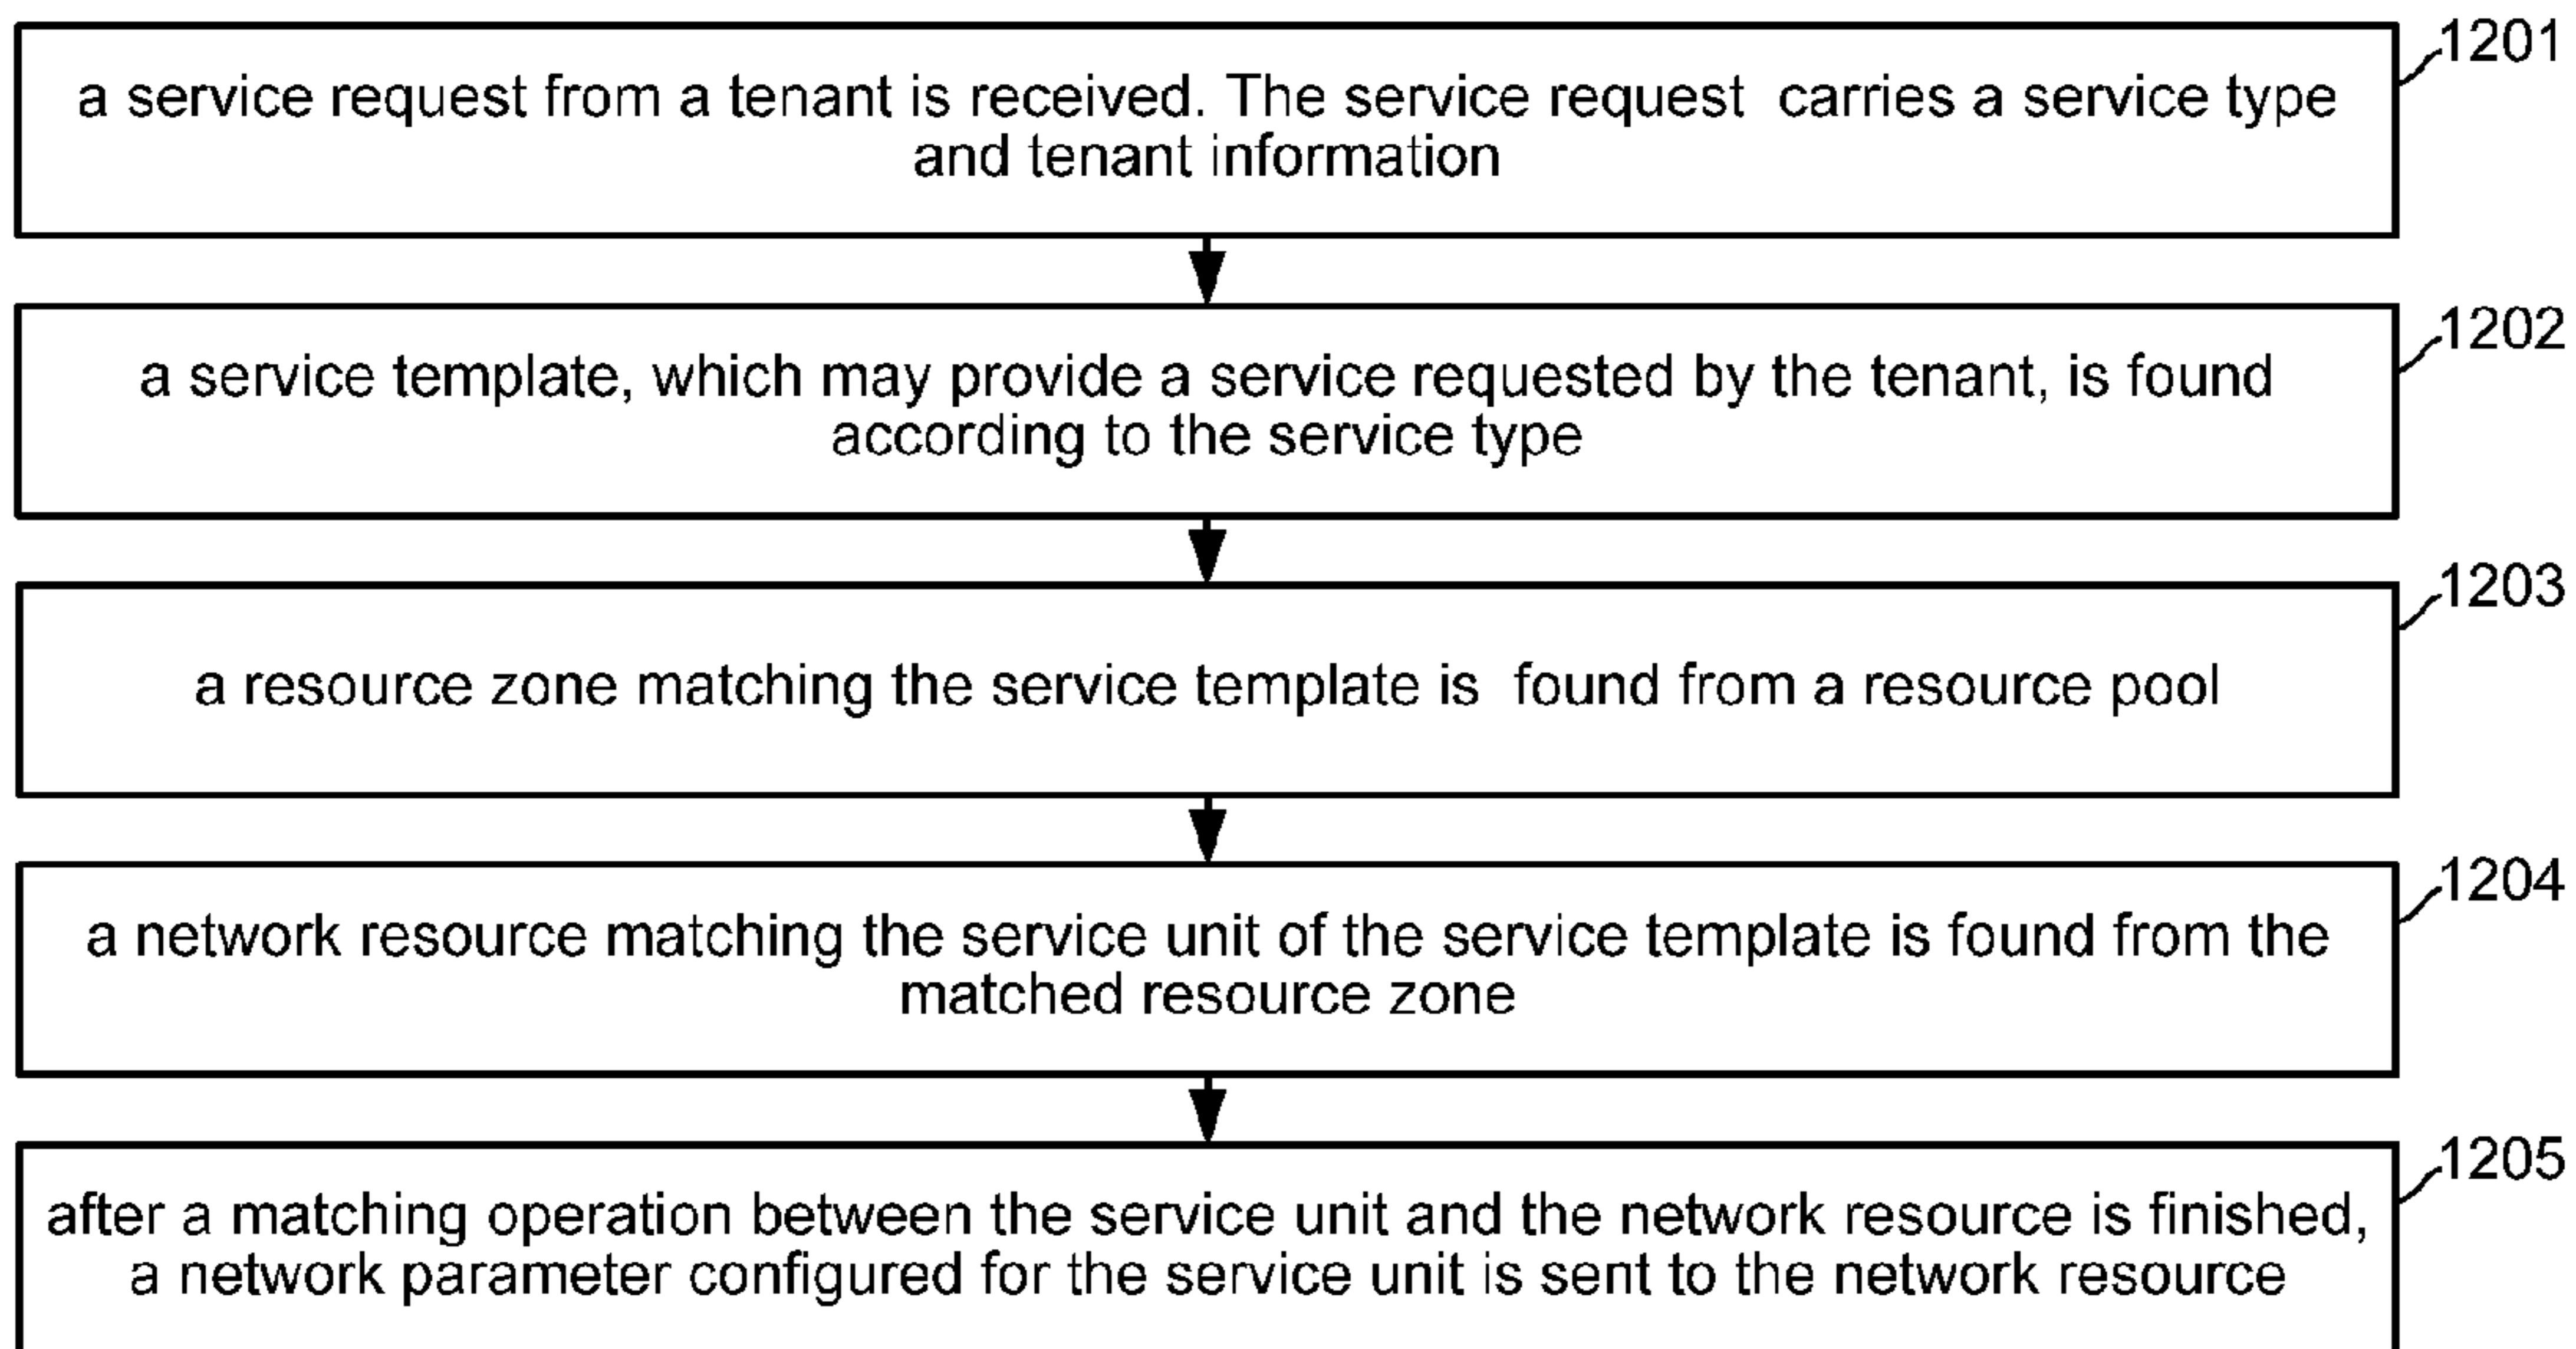 1201
a service request from a tenant is received. The service request carries a service type
and tenant information
1202
a service template, which may provide a service requested by the tenant, is found
according to the service type
1203
a resource zone matching the service template is found from a resource pool
1204
a network resource matching the service unit of the service template is found from the
matched resource zone
1205
after a matching operation between the service unit and the network resource is finished,
a network parameter configured for the service unit is sent to the network resource